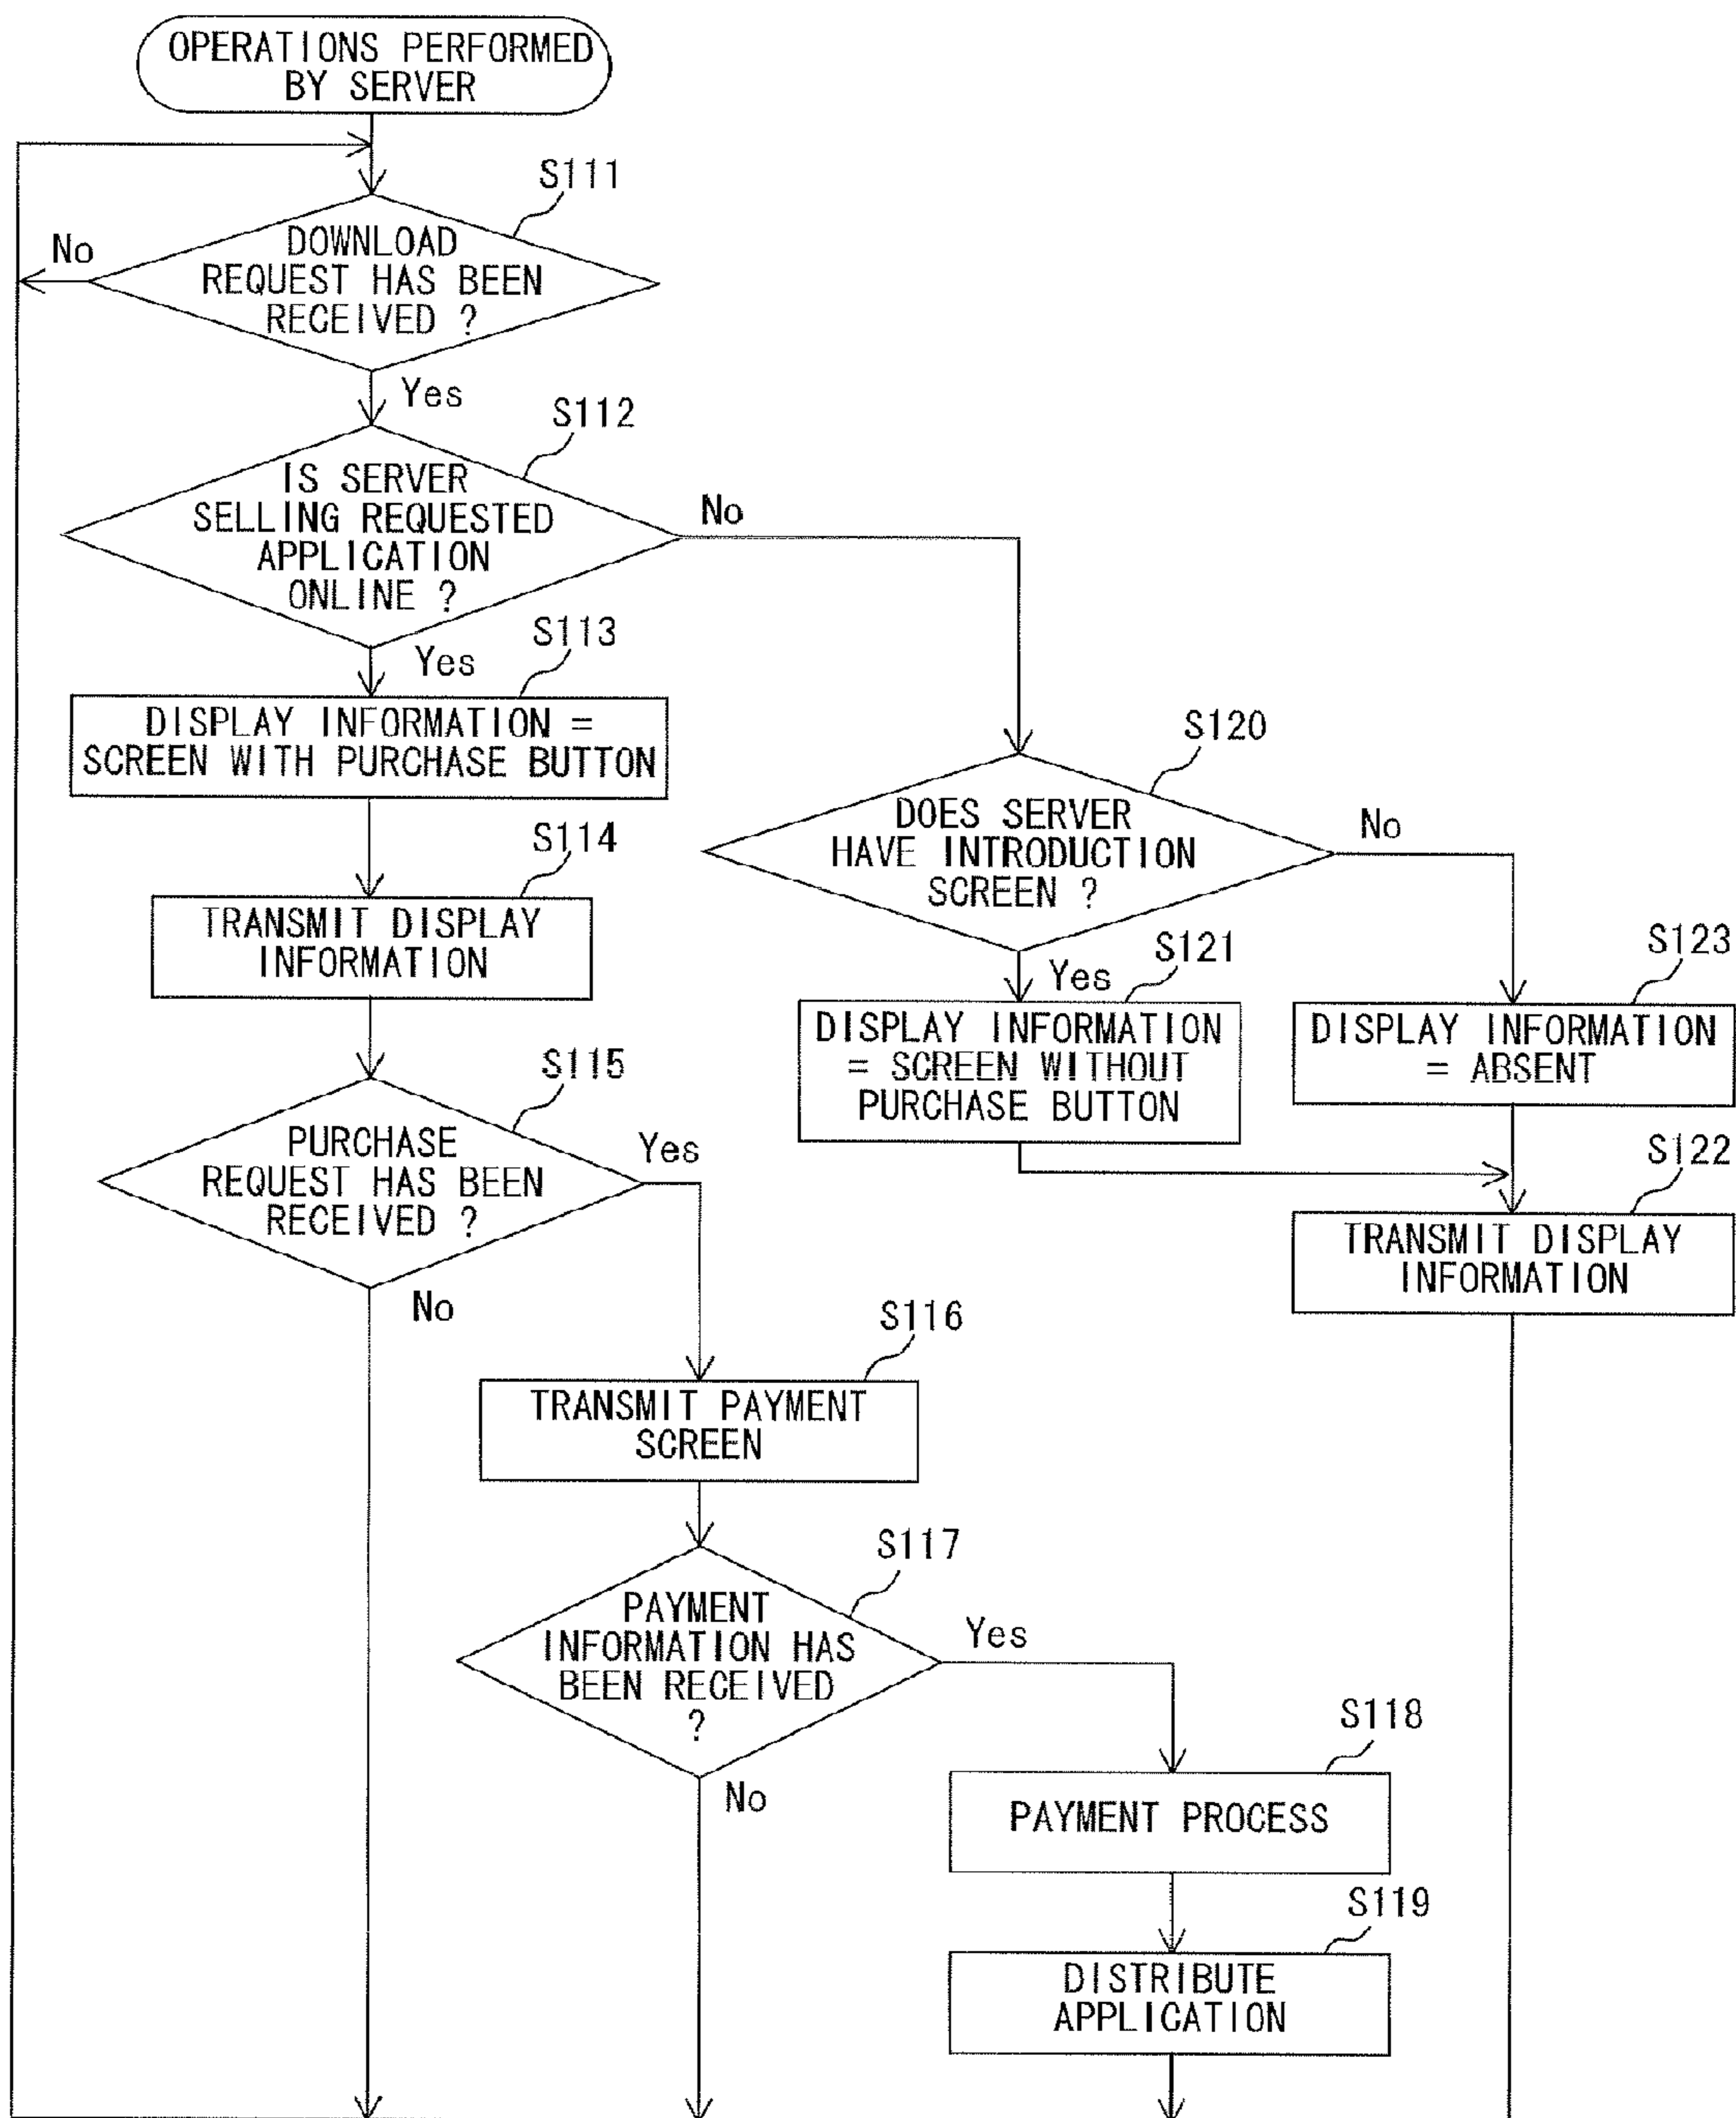 OPERATIONS PERFORMED
BY SERVER
S111
DOWNLOAD
REQUEST HAS BEEN
RECEIVED ?
No
Yes
S112
IS SERVER
SELLING REQUESTED
APPLICATION
ONLINE ?
No
Yes
S113
DISPLAY INFORMATION =
SCREEN WITH PURCHASE BUTTON
S114
TRANSMIT DISPLAY
INFORMATION
S115
PURCHASE
REQUEST HAS BEEN
RECEIVED ?
Yes
No
S116
TRANSMIT PAYMENT
SCREEN
S117
PAYMENT
INFORMATION HAS
BEEN RECEIVED
?
Yes
No
S118
PAYMENT PROCESS
S119
DISTRIBUTE
APPLICATION
S120
DOES SERVER
HAVE INTRODUCTION
SCREEN ?
No
Yes
S121
DISPLAY INFORMATION
= SCREEN WITHOUT
PURCHASE BUTTON
S123
DISPLAY INFORMATION
= ABSENT
S122
TRANSMIT DISPLAY
INFORMATION